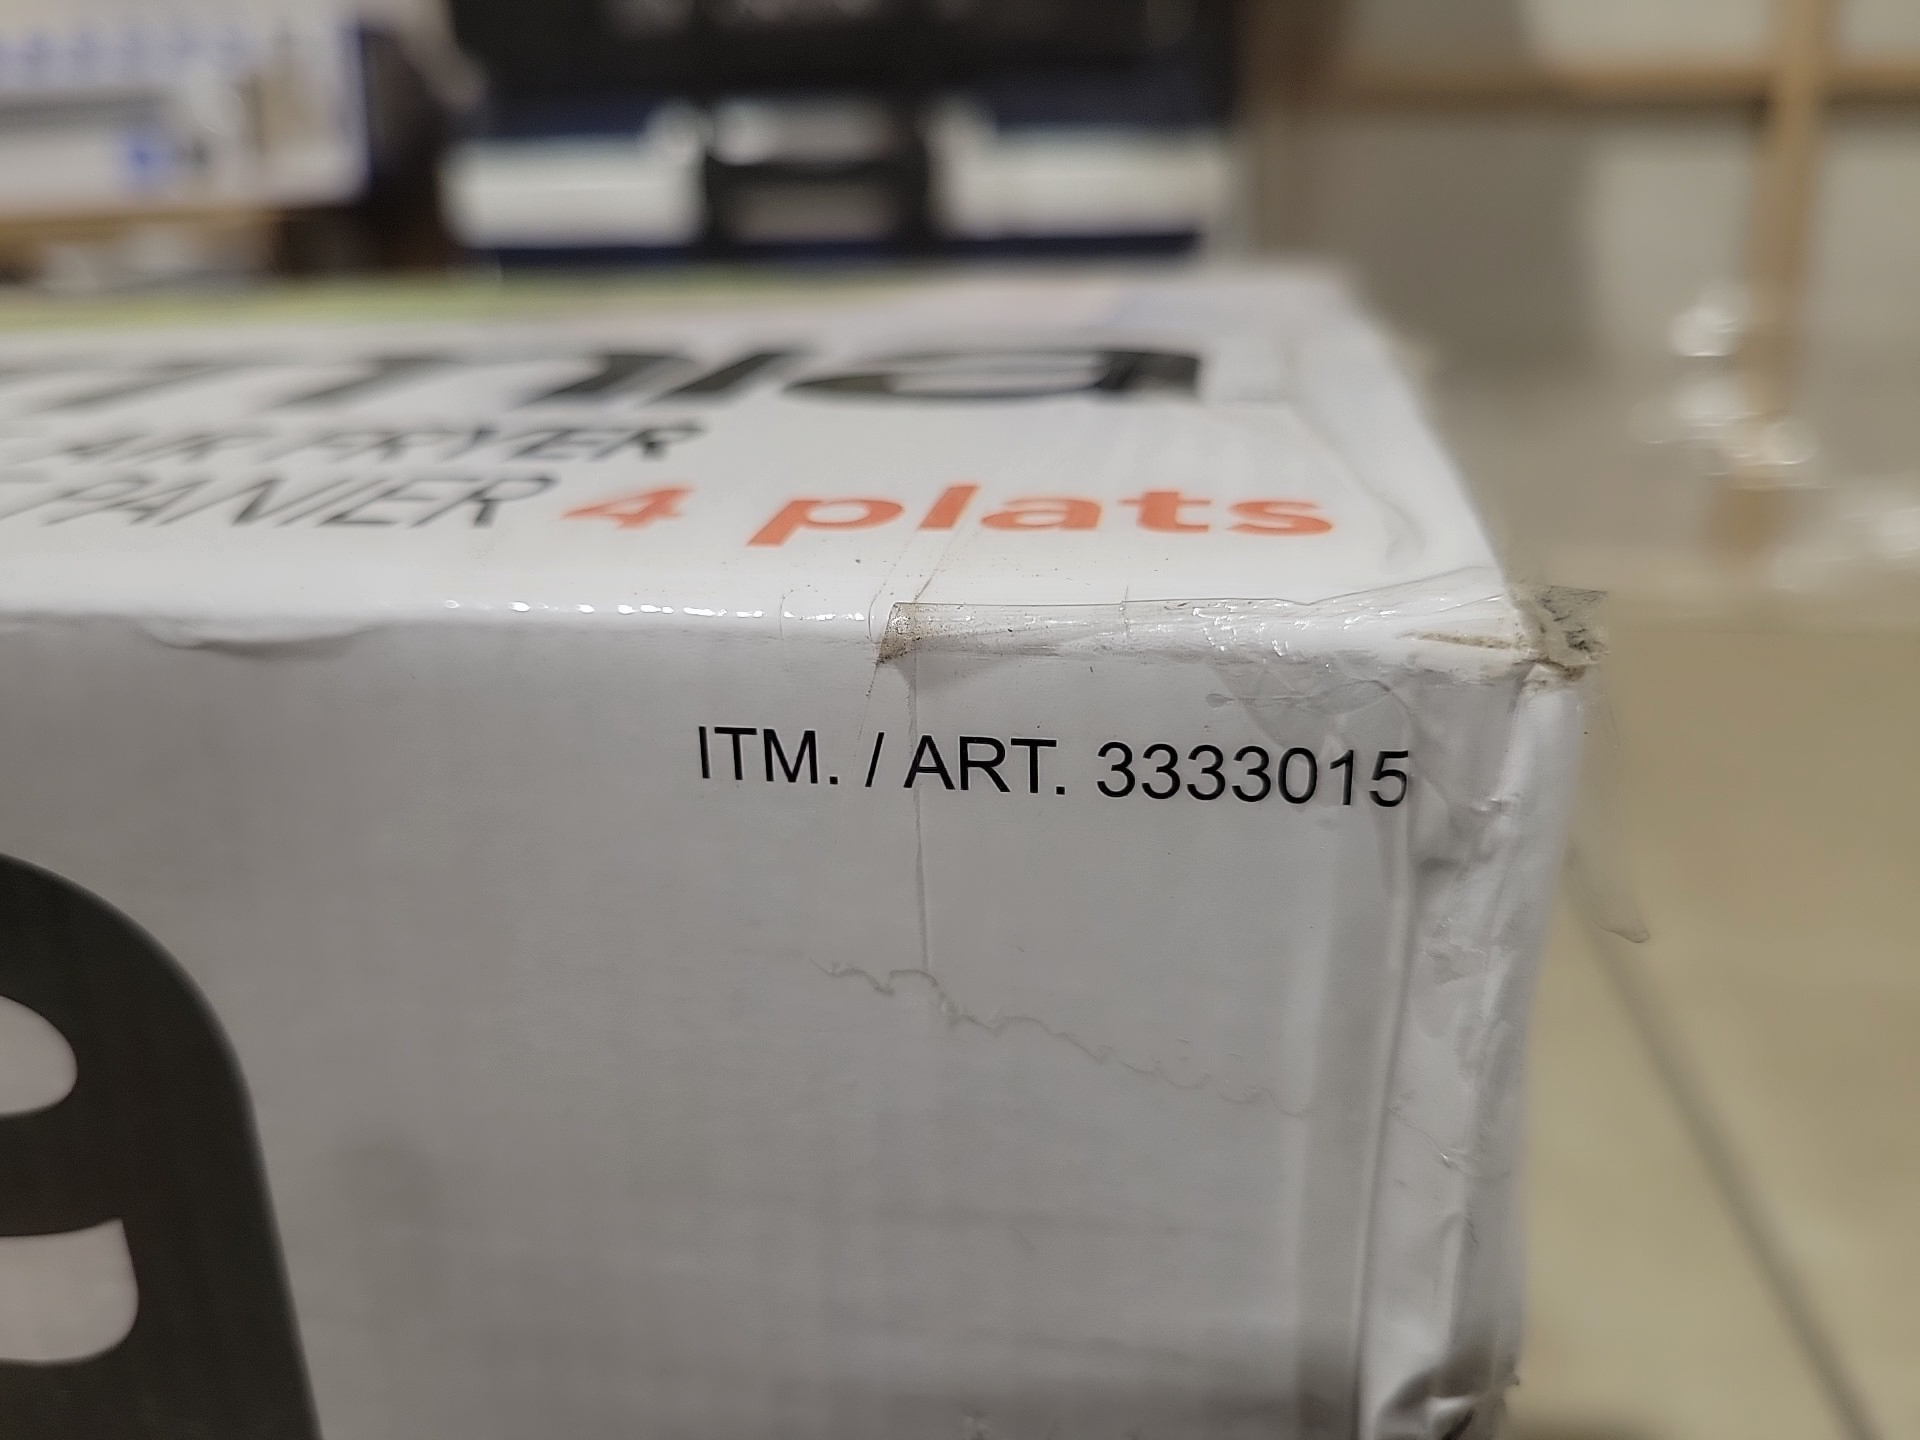 AIR FRYER
PANIER 4 plats
ITM. / ART. 3333015